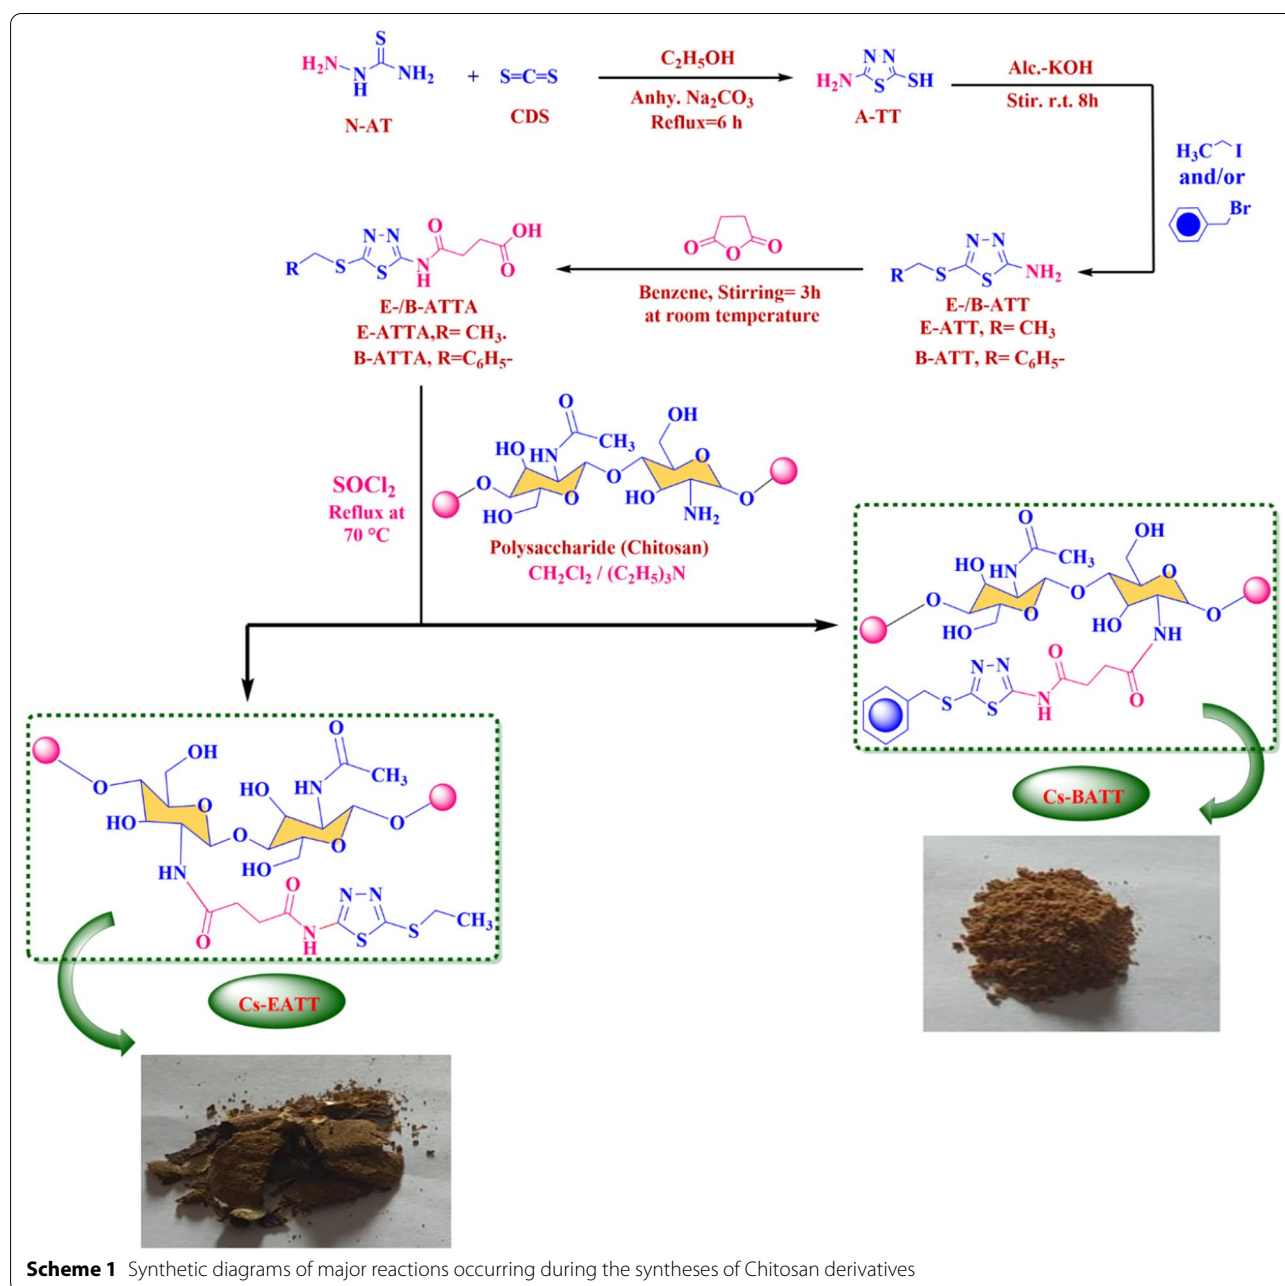 H₂N
N
H
S
NH₂
N-AT
+
S=C=S
CDS
C₂H₅OH
Anhy. Na₂CO₃
Reflux=6 h
N N
H₂N
S
SH
A-TT
Alc.-KOH
Stir. r.t. 8h
H₃C
I
and/or
Br
N-N
R
S
S
NH₂
E-/B-ATT
E-ATT, R= CH₃
B-ATT, R= C₆H₅-
O
O
O
Benzene, Stirring= 3h
at room temperature
N-N
R
S
S
N
H
O
OH
O
E-/B-ATTA
E-ATTA,R= CH₃.
B-ATTA, R=C₆H₅-
SOCl₂
Reflux at
70 °C
O
CH₃
HO
HN
OH
O
O
O
O
HO
HO
NH₂
O
Polysaccharide (Chitosan)
CH₂Cl₂ / (C₂H₅)₃N
O
CH₃
HO
HN
OH
O
O
O
O
HO
HO
NH
O
O
O
N-N
S
S
N
H
Cs-BATT
OH
O
O
HO
O
HO
HN
O
CH₃
O
O
HO
HN
O
O
N
H
N-N
S
S
CH₃
Cs-EATT
Scheme 1 Synthetic diagrams of major reactions occurring during the syntheses of Chitosan derivatives